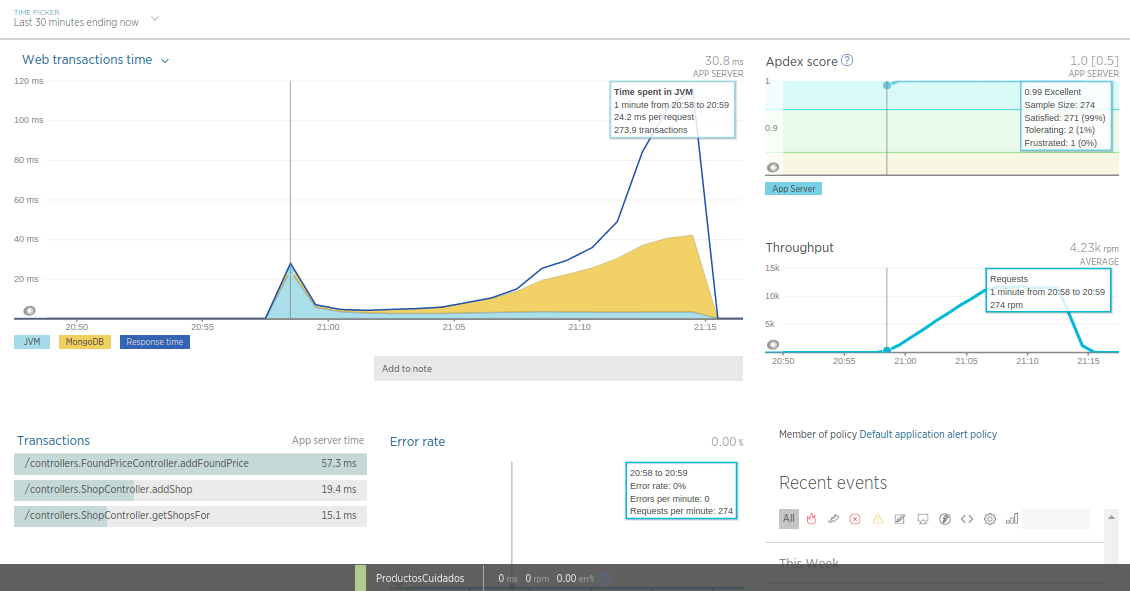 TIME PICKER
Last 30 minutes ending now
Web transactions time
30.8 ms
APP SERVER
120 ms
100 ms
80 ms
60 ms
40 ms
20 ms
Time spent in JVM
1 minute from 20:58 to 20:59
24.2 ms per request
273.9 transactions
20:50
20:55
21:00
21:05
21:10
21:15
JVM
MongoDB
Response time
Add to note
Apdex score ?
1.0 [0.5]
APP SERVER
1
0.9
0.99 Excellent
Sample Size: 274
Satisfied: 271 (99%)
Tolerating: 2 (1%)
Frustrated: 1 (0%)
App Server
Throughput
4.23k rpm
AVERAGE
15k
10k
5k
Requests
1 minute from 20:58 to 20:59
274 rpm
20:50
20:55
21:00
21:05
21:10
21:15
Transactions
App server time
/controllers.FoundPriceController.addFoundPrice
57.3 ms
/controllers.ShopController.addShop
19.4 ms
/controllers.ShopController.getShopsFor
15.1 ms
Error rate
0.00 %
20:58 to 20:59
Error rate: 0%
Errors per minute: 0
Requests per minute: 274
Member of policy Default application alert policy
Recent events
All
This Week
ProductosCuidados
0 ms 0 rpm 0.00 err%